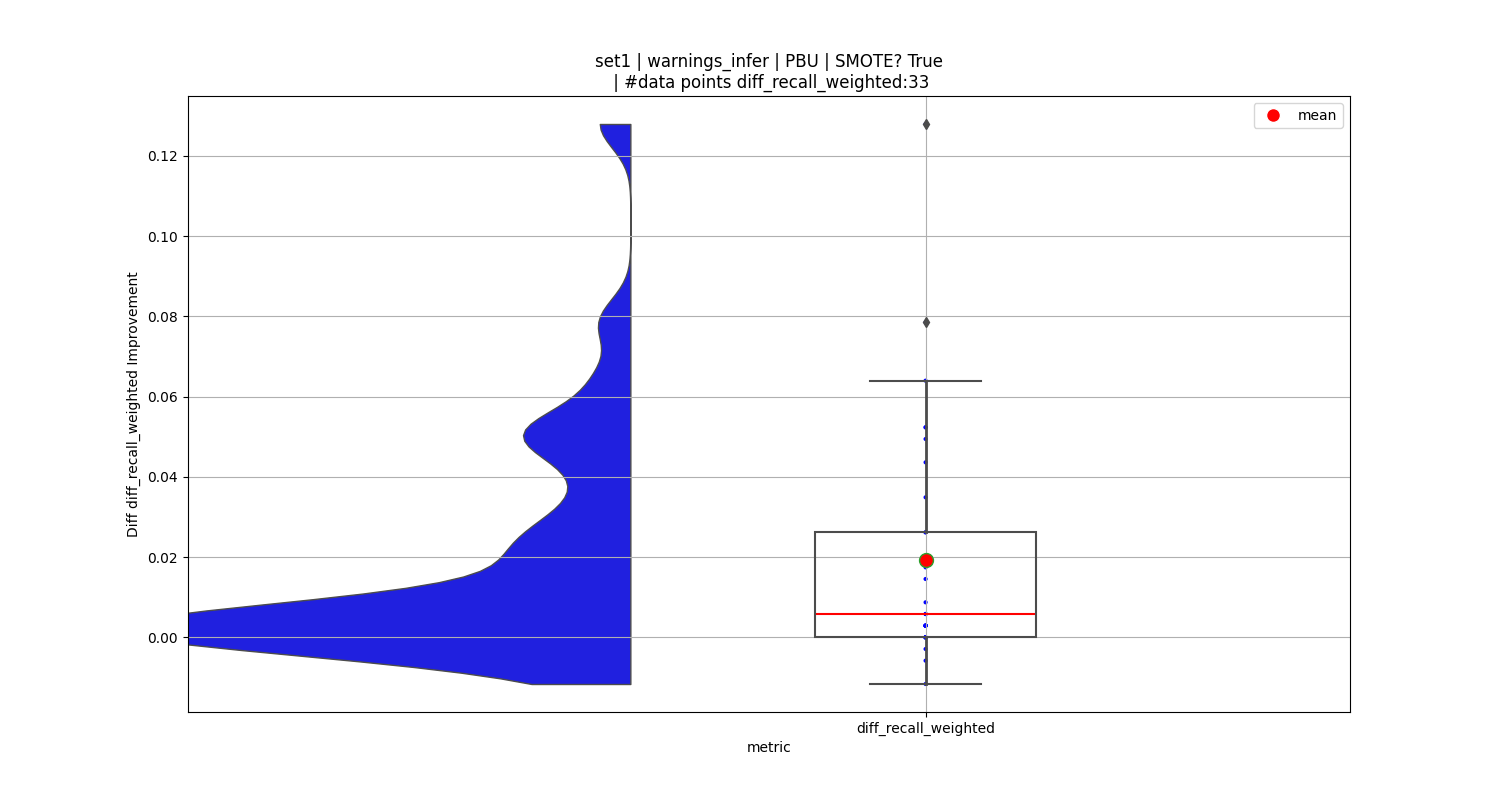 set1 | warnings_infer | PBU | SMOTE? True
| #data points diff_recall_weighted:33
mean
0.12
0.10
0.08
0.06
0.04
0.02
0.00
Diff diff_recall_weighted Improvement
diff_recall_weighted
metric